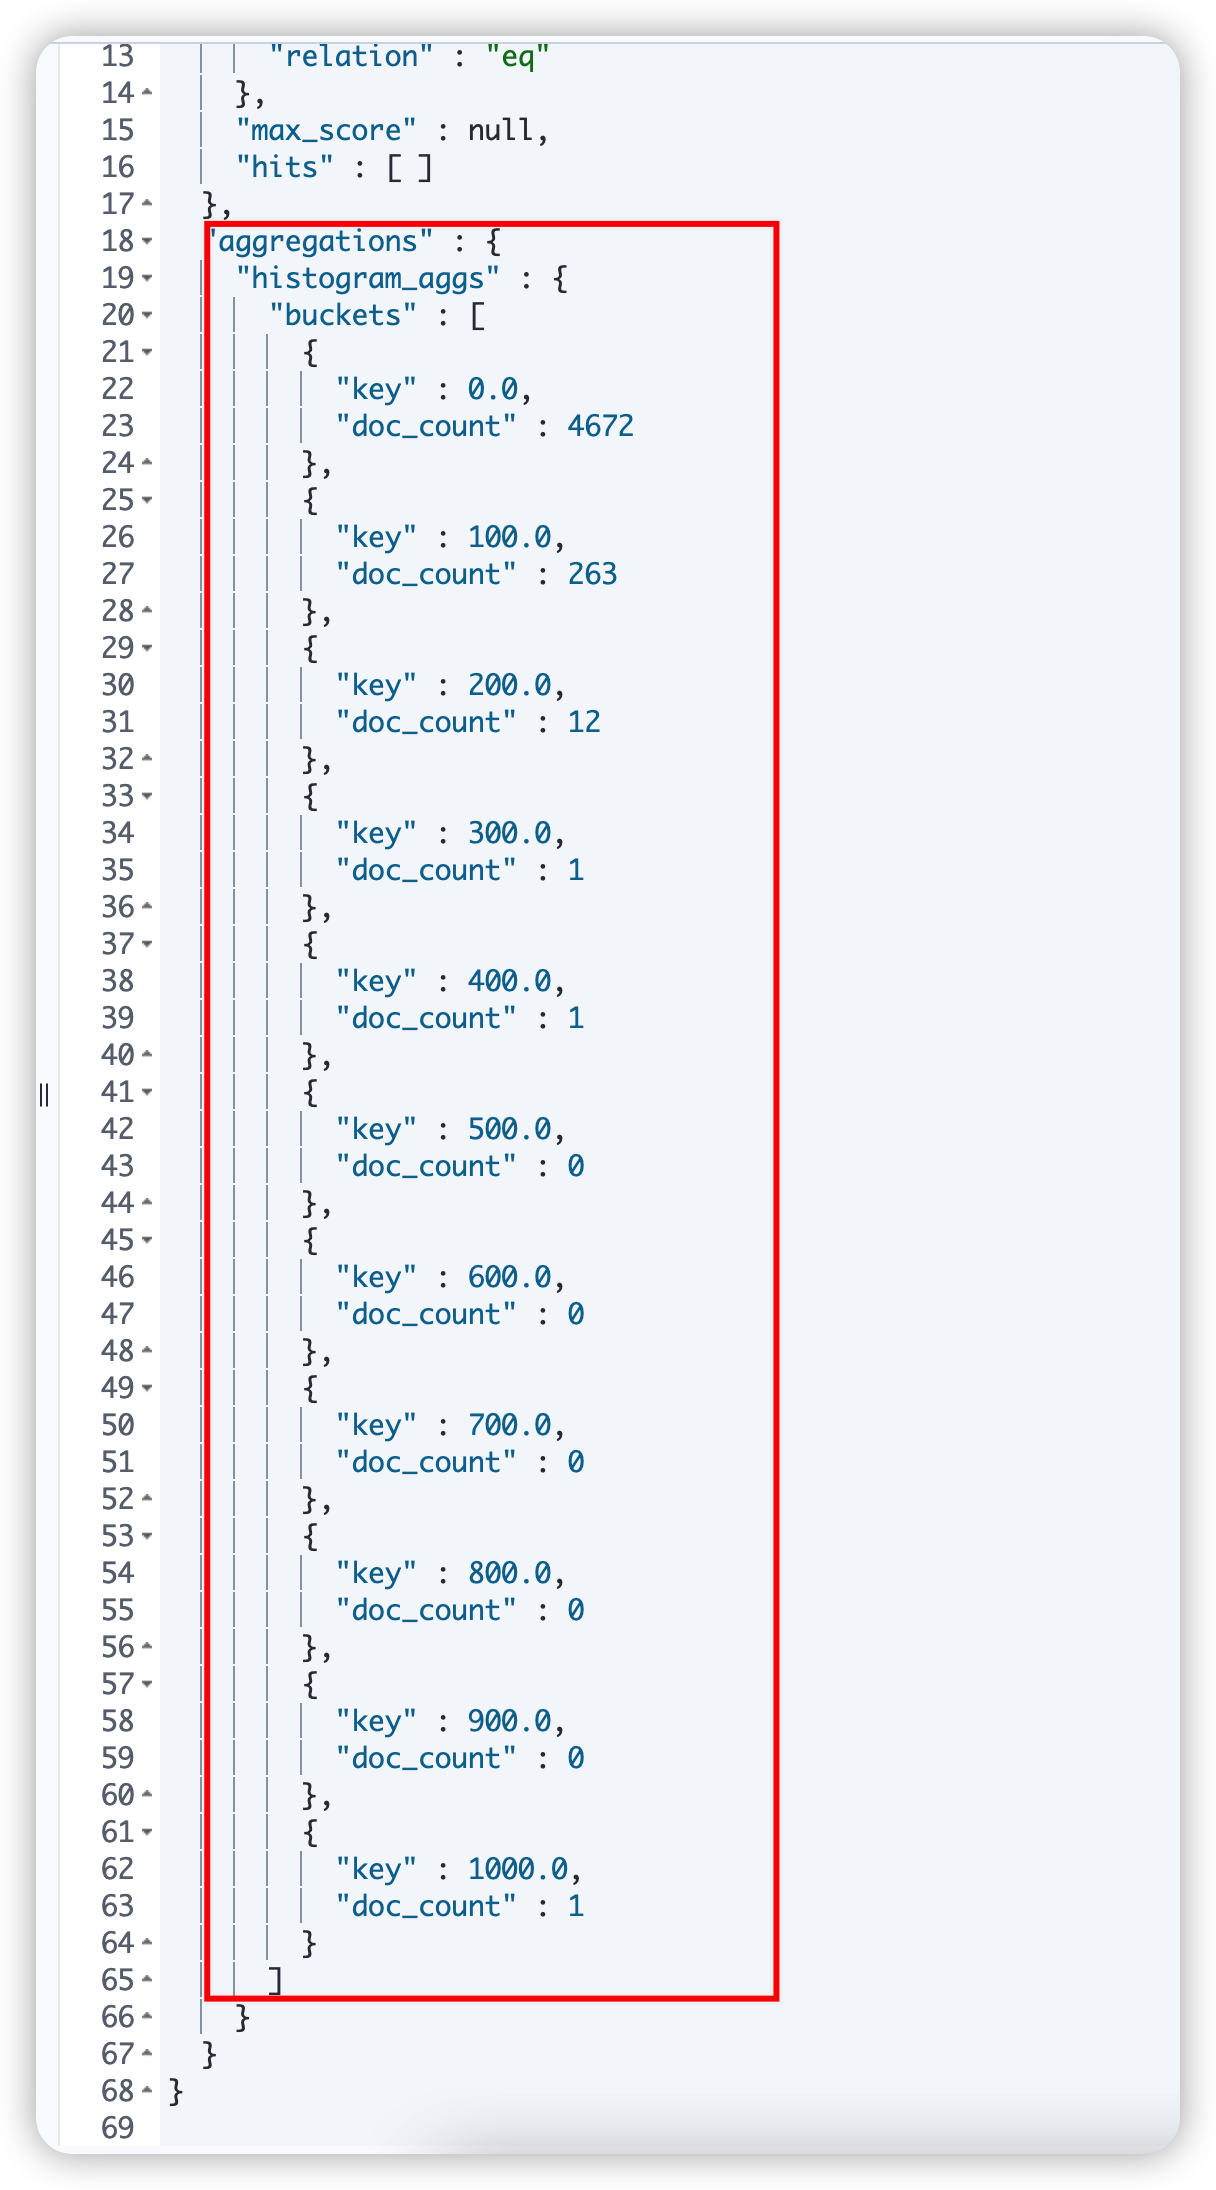 13 "relation" : "eq"
14 },
15 "max_score" : null,
16 "hits" : [ ]
17 },
18 "aggregations" : {
19 "histogram_aggs" : {
20 "buckets" : [
21 {
22 "key" : 0.0,
23 "doc_count" : 4672
24 },
25 {
26 "key" : 100.0,
27 "doc_count" : 263
28 },
29 {
30 "key" : 200.0,
31 "doc_count" : 12
32 },
33 {
34 "key" : 300.0,
35 "doc_count" : 1
36 },
37 {
38 "key" : 400.0,
39 "doc_count" : 1
40 },
41 {
42 "key" : 500.0,
43 "doc_count" : 0
44 },
45 {
46 "key" : 600.0,
47 "doc_count" : 0
48 },
49 {
50 "key" : 700.0,
51 "doc_count" : 0
52 },
53 {
54 "key" : 800.0,
55 "doc_count" : 0
56 },
57 {
58 "key" : 900.0,
59 "doc_count" : 0
60 },
61 {
62 "key" : 1000.0,
63 "doc_count" : 1
64 }
65 ]
66 }
67 }
68 }
69